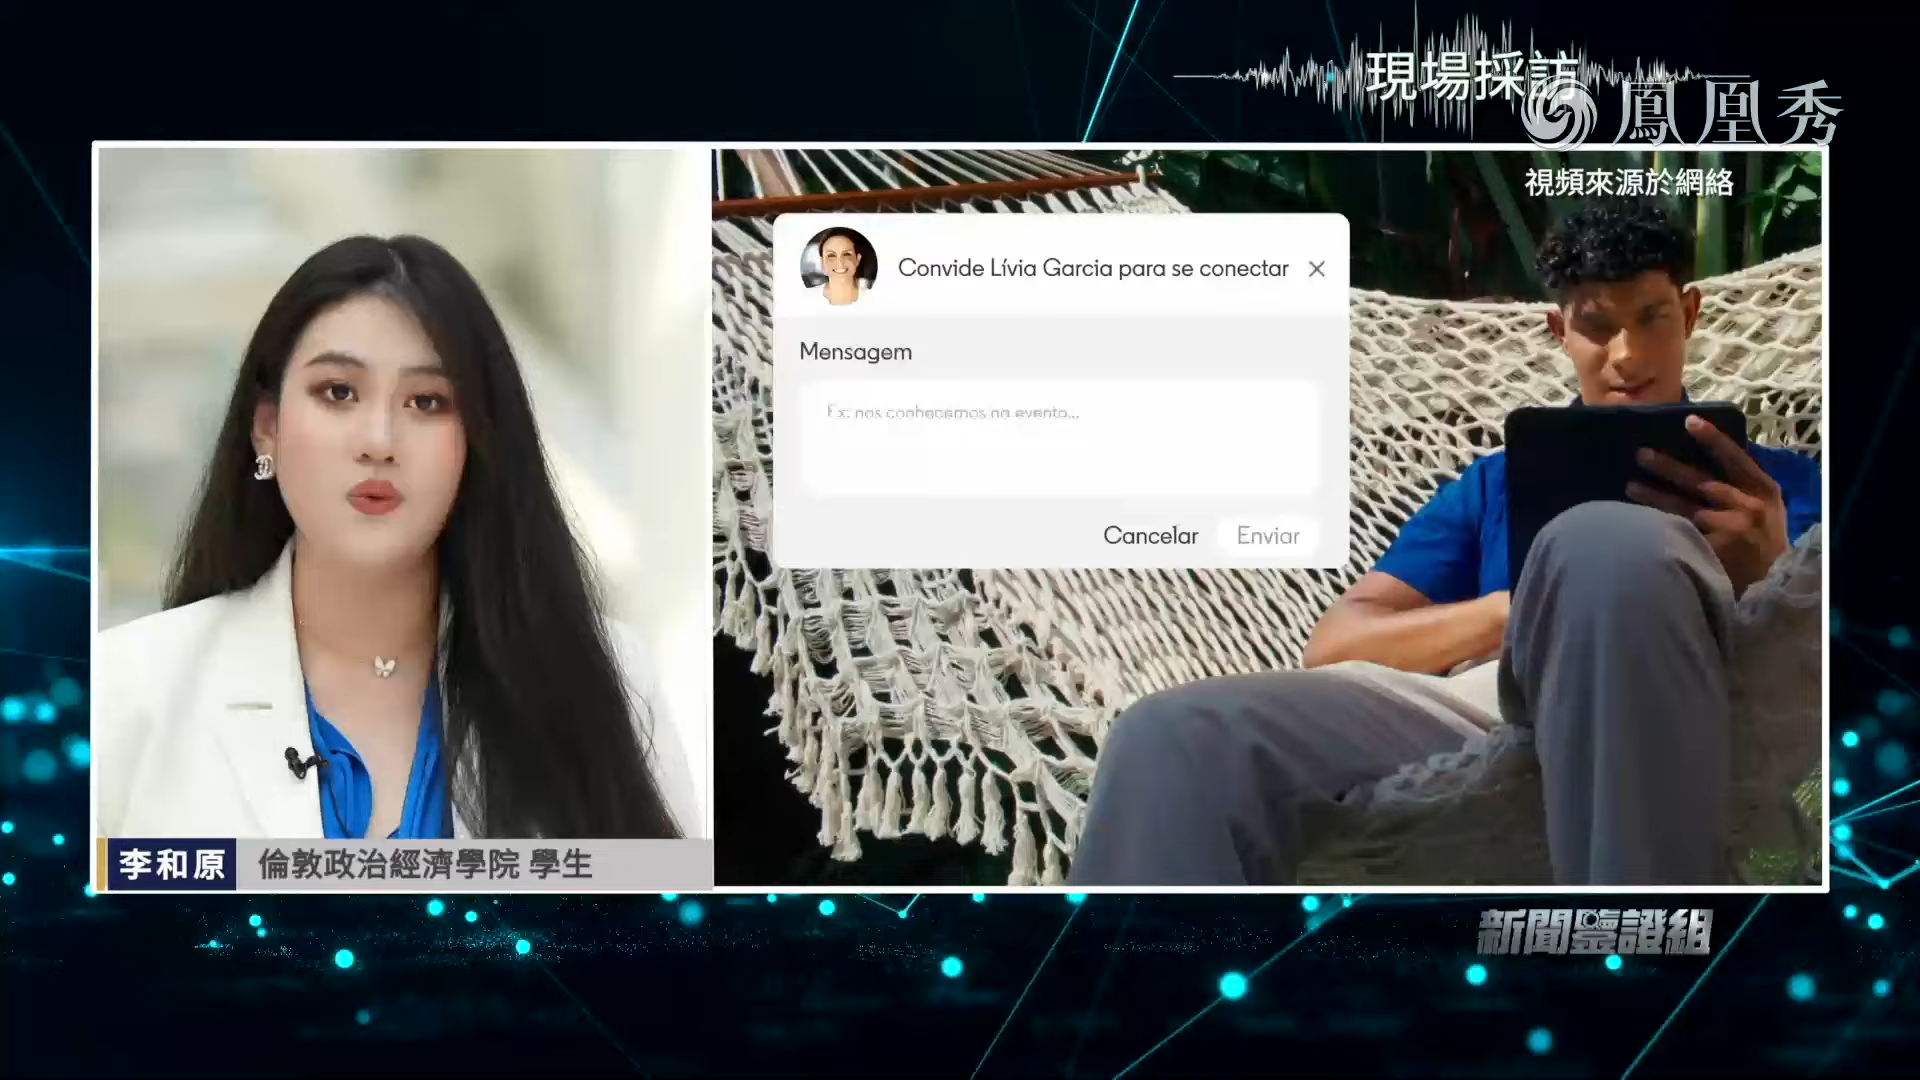 現場採訪
鳳凰秀
視頻來源於網絡
Convide Lívia Garcia para se conectar
Mensagem
Ex: nos conhecemos no evento...
Cancelar
Enviar
李和原
倫敦政治經濟學院 學生
新聞鑒證組